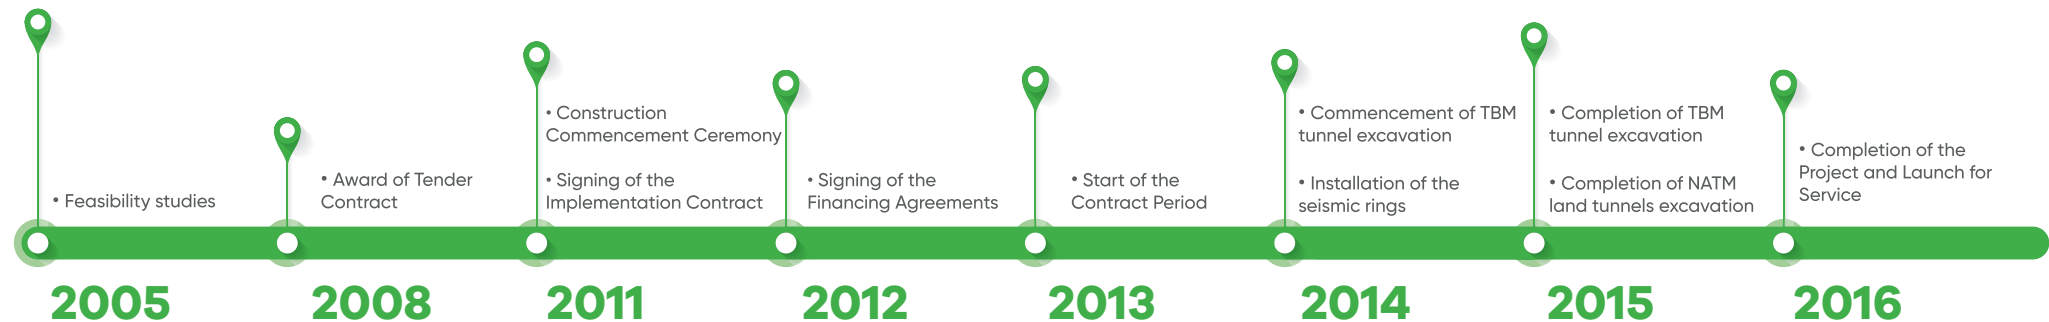 • Feasibility studies
2005
• Award of Tender
Contract
2008
• Construction
Commencement Ceremony
• Signing of the
Implementation Contract
2011
• Signing of the
Financing Agreements
2012
• Start of the
Contract Period
2013
• Commencement of TBM
tunnel excavation
• Installation of the
seismic rings
2014
• Completion of TBM
tunnel excavation
• Completion of NATM
land tunnels excavation
2015
• Completion of the
Project and Launch for
Service
2016